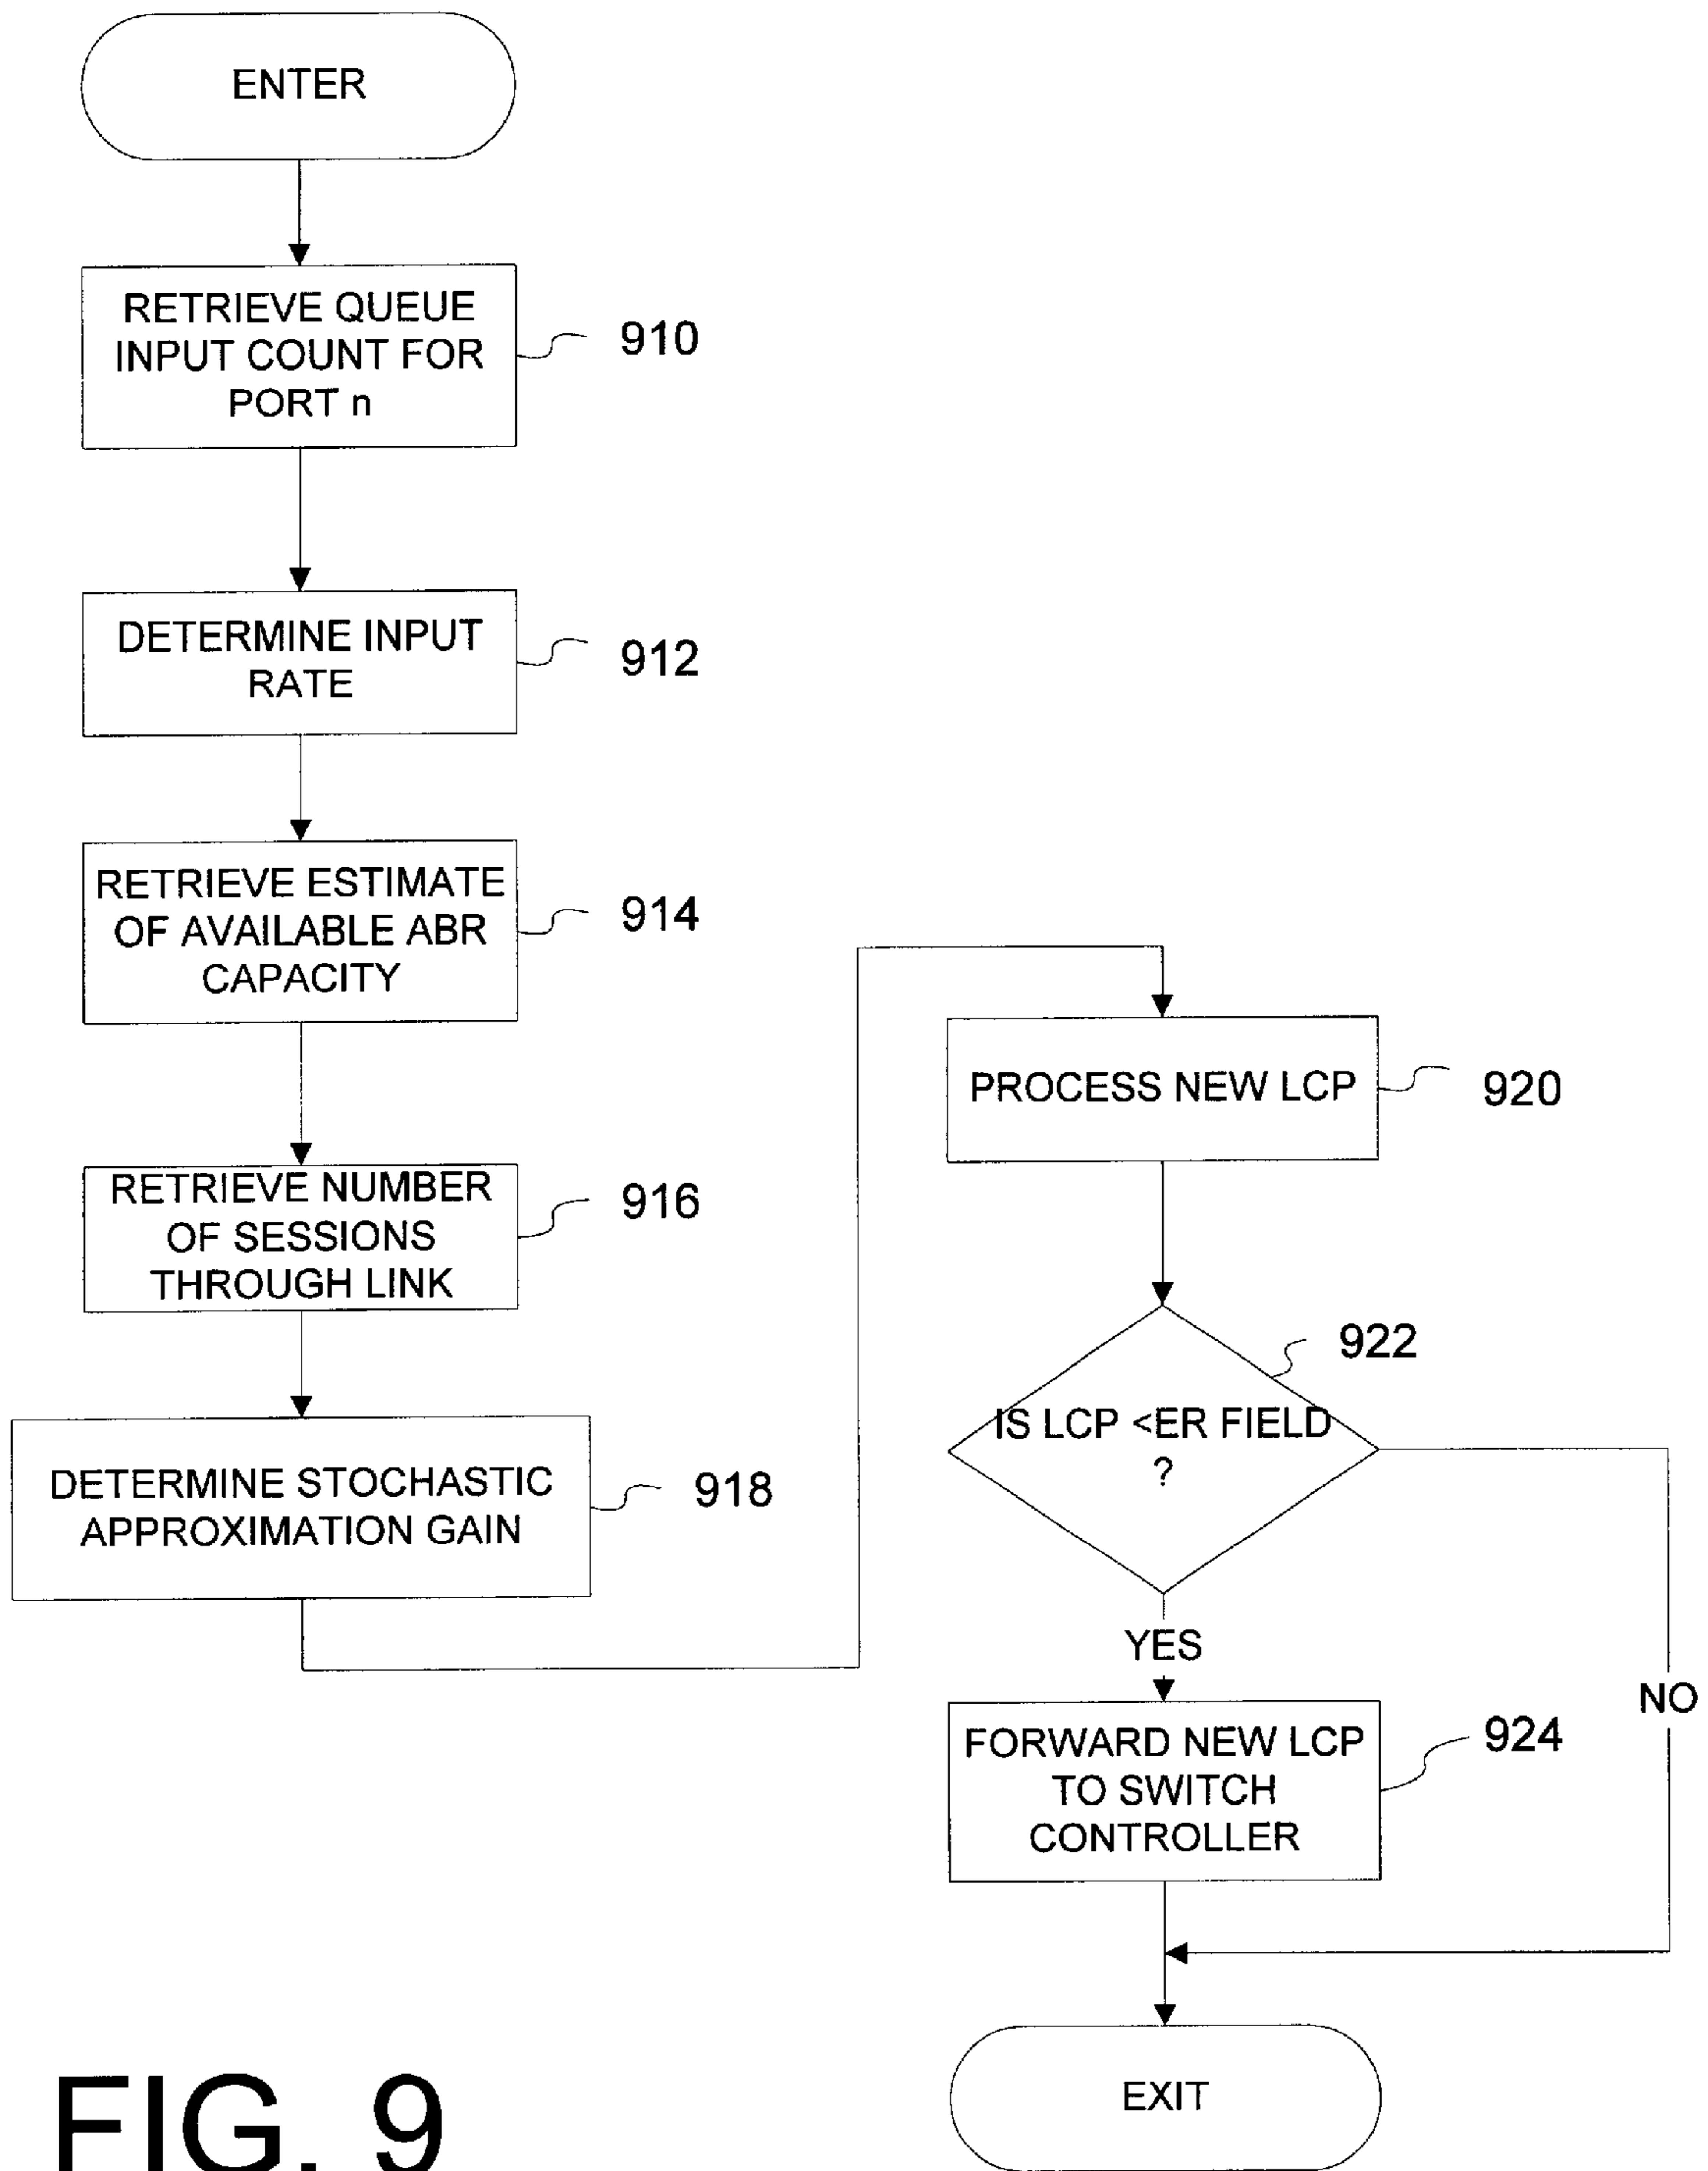 ENTER
RETRIEVE QUEUE
INPUT COUNT FOR
PORT n
910
DETERMINE INPUT
RATE
912
RETRIEVE ESTIMATE
OF AVAILABLE ABR
CAPACITY
914
RETRIEVE NUMBER
OF SESSIONS
THROUGH LINK
916
DETERMINE STOCHASTIC
APPROXIMATION GAIN
918
PROCESS NEW LCP
920
IS LCP <ER FIELD
?
922
YES
NO
FORWARD NEW LCP
TO SWITCH
CONTROLLER
924
EXIT
FIG. 9